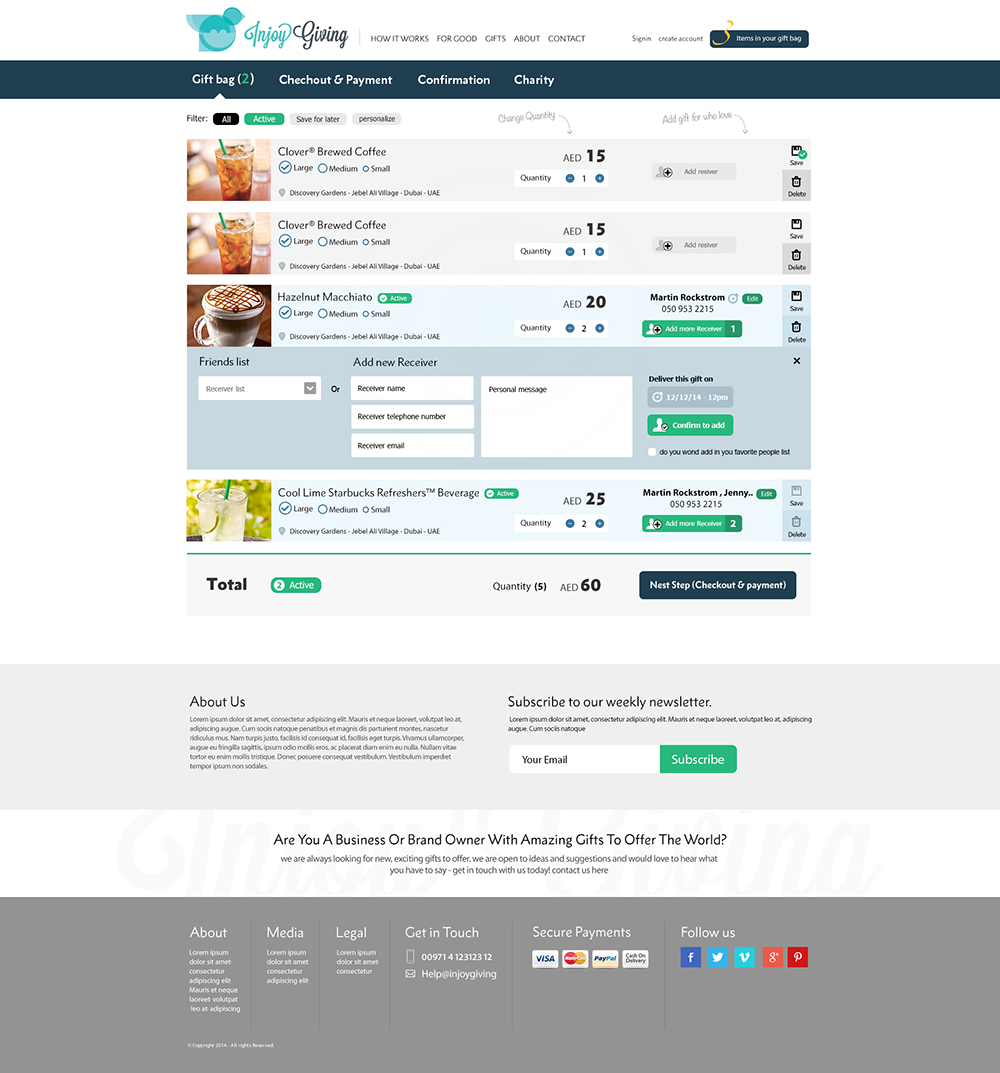 Injoy Giving
HOW IT WORKS FOR GOOD GIFTS ABOUT CONTACT
Signin create account
3 Items in your gift bag
Gift bag (2) Chechout & Payment Confirmation Charity
Filter: All Active Save for later personalize
Change Quantity
Add gift for who love
Clover® Brewed Coffee
Large Medium Small
Discovery Gardens - Jebel Ali Village - Dubai - UAE
AED 15
Quantity 1
Add resiver
Save
Delete
Clover® Brewed Coffee
Large Medium Small
Discovery Gardens - Jebel Ali Village - Dubai - UAE
AED 15
Quantity 1
Add resiver
Save
Delete
Hazelnut Macchiato Active
Large Medium Small
Discovery Gardens - Jebel Ali Village - Dubai - UAE
AED 20
Quantity 2
Martin Rockstrom Edit
050 953 2215
Add more Receiver 1
Save
Delete
Friends list
Receiver list
Or
Add new Receiver
Receiver name
Receiver telephone number
Receiver email
Personal message
Deliver this gift on
12/12/14 - 12pm
Confirm to add
do you wond add in you favorite people list
Cool Lime Starbucks Refreshers™ Beverage Active
Large Medium Small
Discovery Gardens - Jebel Ali Village - Dubai - UAE
AED 25
Quantity 2
Martin Rockstrom , Jenny.. Edit
050 953 2215
Add more Receiver 2
Save
Delete
Total 2 Active Quantity (5) AED 60 Nest Step (Checkout & payment)
About Us
Lorem ipsum dolor sit amet, consectetur adipiscing elit. Mauris et neque laoreet, volutpat leo at,
adipiscing augue. Cum sociis natoque penatibus et magnis dis parturient montes, nascetur
ridiculus mus. Nam turpis justo, facilisis id consequat id, facilisis eget turpis. Vivamus ullamcorper,
augue eu fringilla sagittis, ipsum odio mollis eros, ac placerat diam enim eu nulla. Nullam vitae
tortor eu enim mollis tristique. Donec posuere consequat vestibulum. Vestibulum imperdiet
tempor ipsum non sodales.
Subscribe to our weekly newsletter.
Lorem ipsum dolor sit amet, consectetur adipiscing elit. Mauris et neque laoreet, volutpat leo at, adipiscing
augue. Cum sociis natoque
Your Email Subscribe
Injoy Giving
Are You A Business Or Brand Owner With Amazing Gifts To Offer The World?
we are always looking for new, exciting gifts to offer. we are open to ideas and suggestions and would love to hear what
you have to say - get in touch with us today! contact us here
About
Lorem ipsum
dolor sit amet
consectetur
adipiscing elit
Mauris et neque
laoreet volutpat
leo at adipiscing
Media
Lorem ipsum
dolor sit amet
consectetur
adipiscing elit
Legal
Lorem ipsum
dolor sit amet
consectetur
Get in Touch
00971 4 123123 12
Help@injoygiving
Secure Payments
VISA MasterCard PayPal Cash On
Delivery
Follow us
f g+
© Copyright 2014 - All rights Reserved.